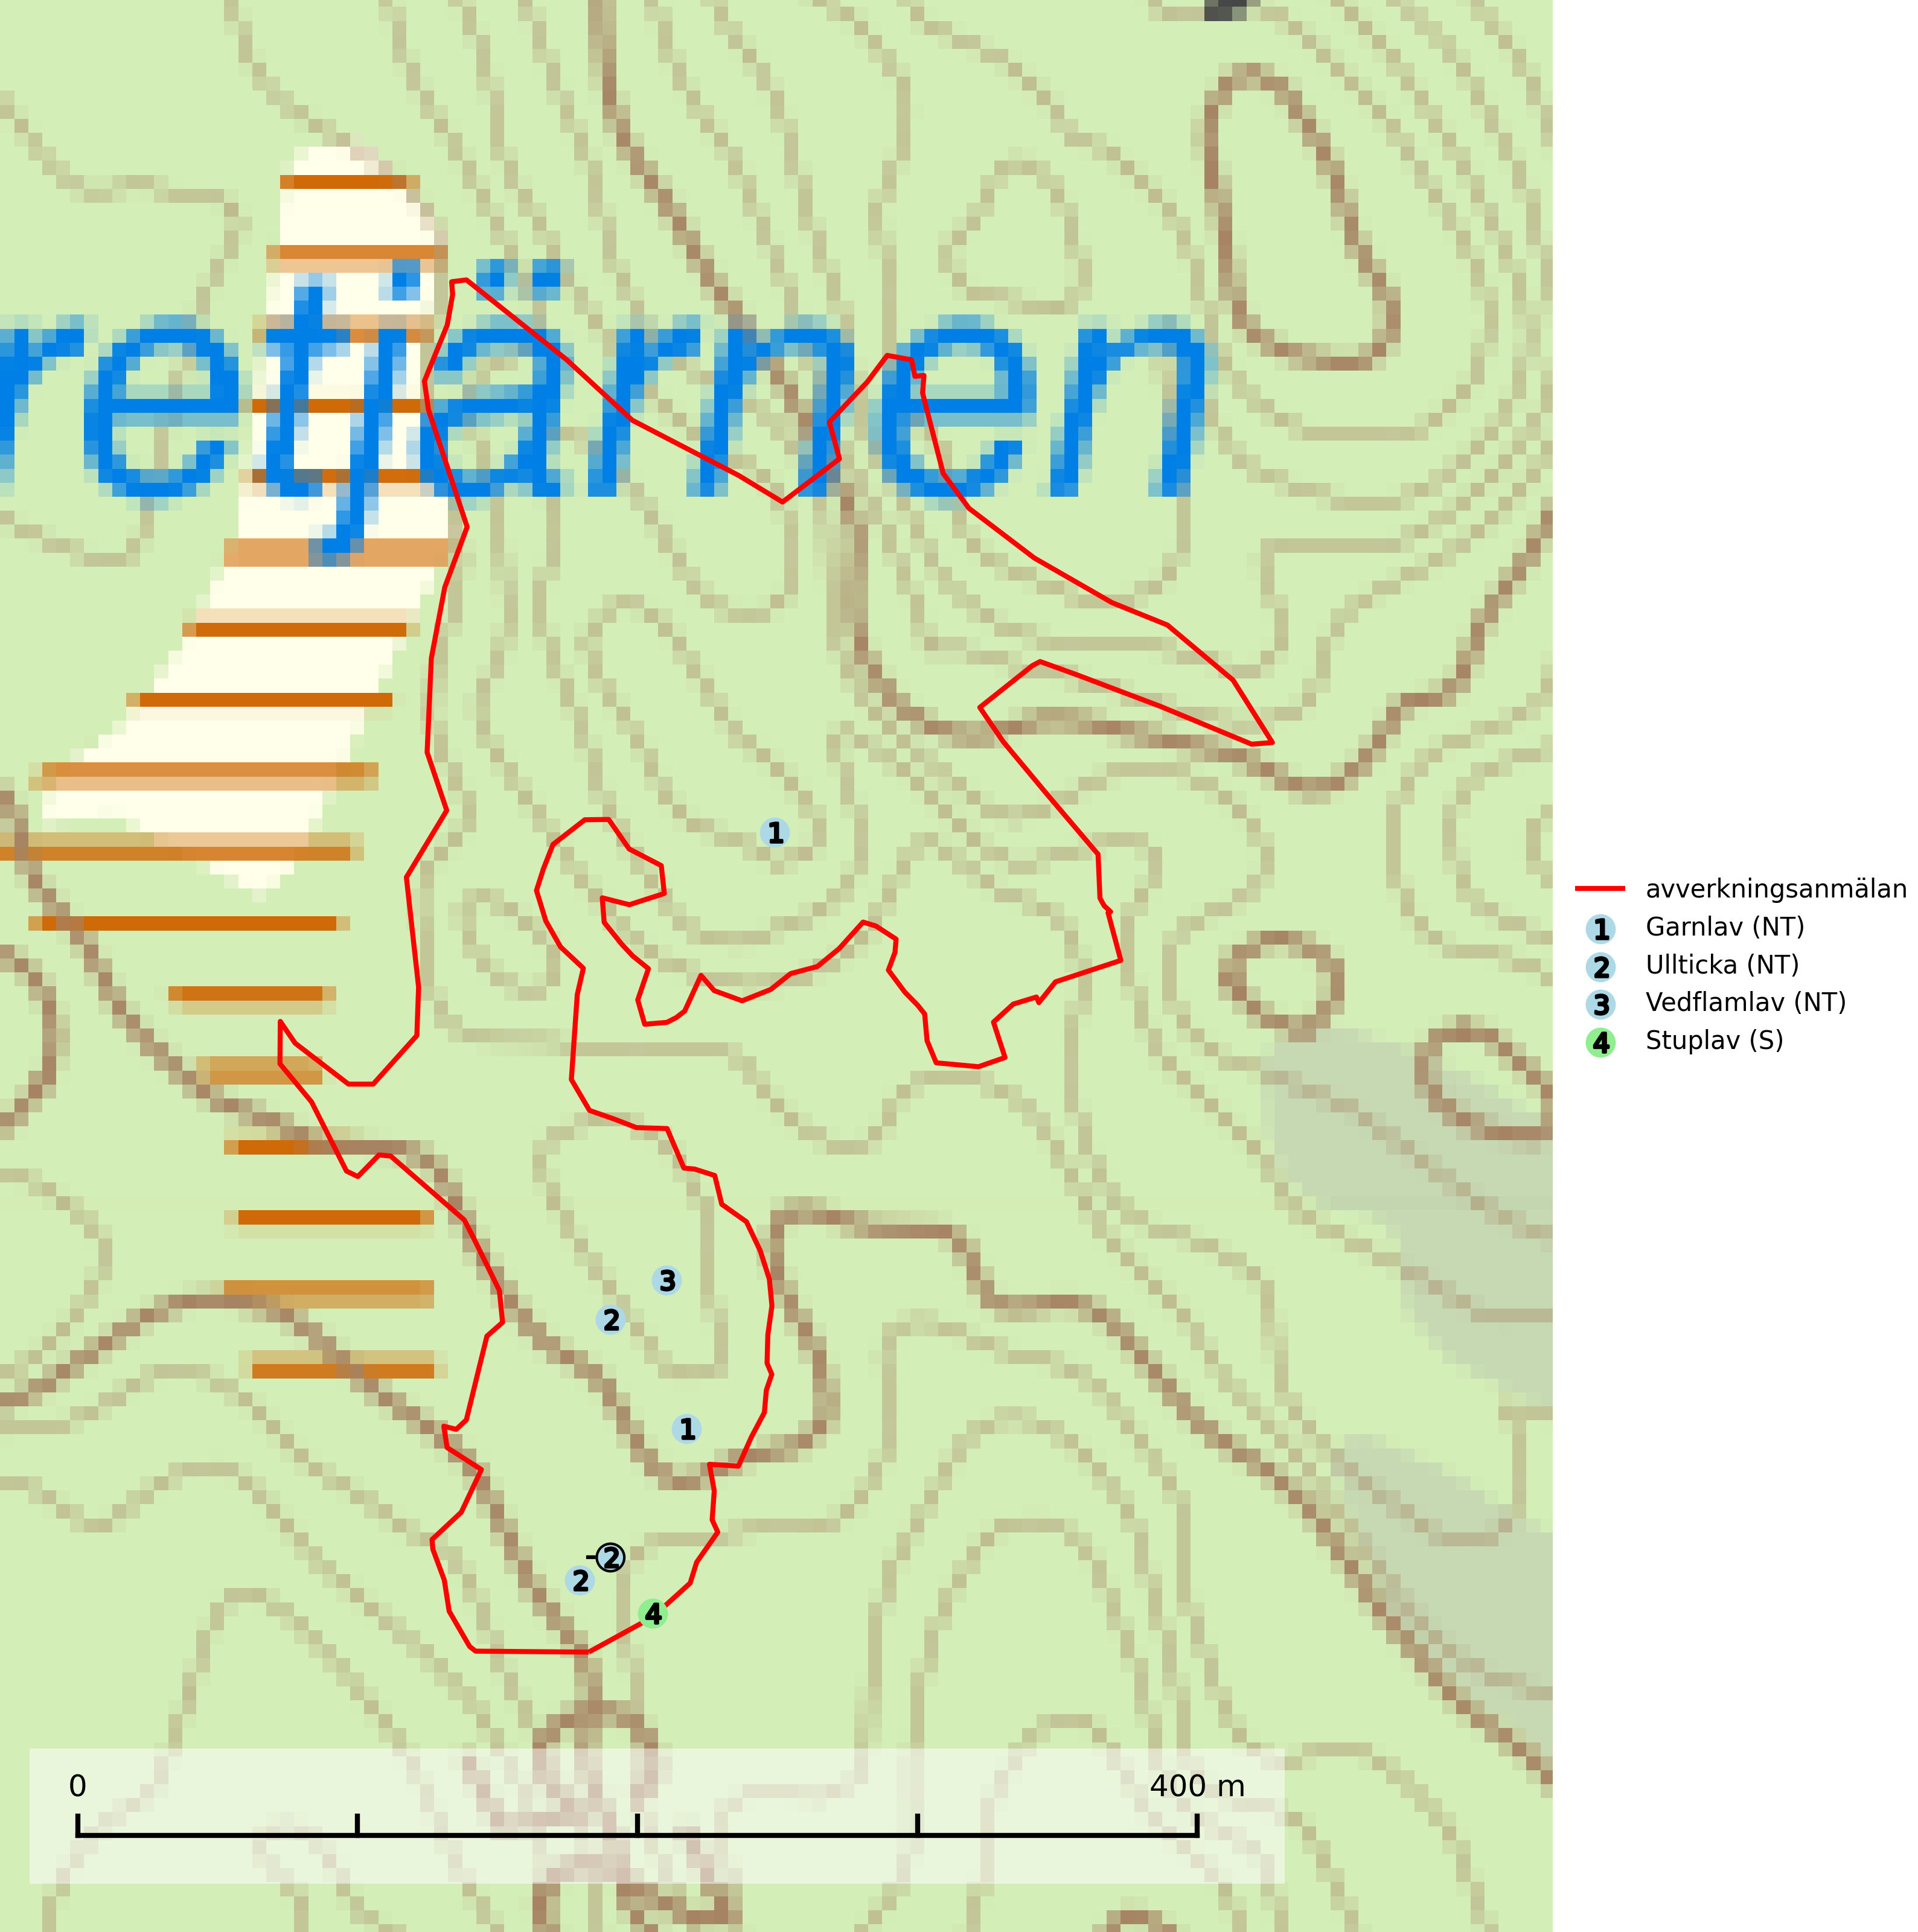 retjärnen
1
1
2
2
2
3
4
avverkningsanmälan
1 Garnlav (NT)
2 Ullticka (NT)
3 Vedflamlav (NT)
4 Stuplav (S)
0 400 m